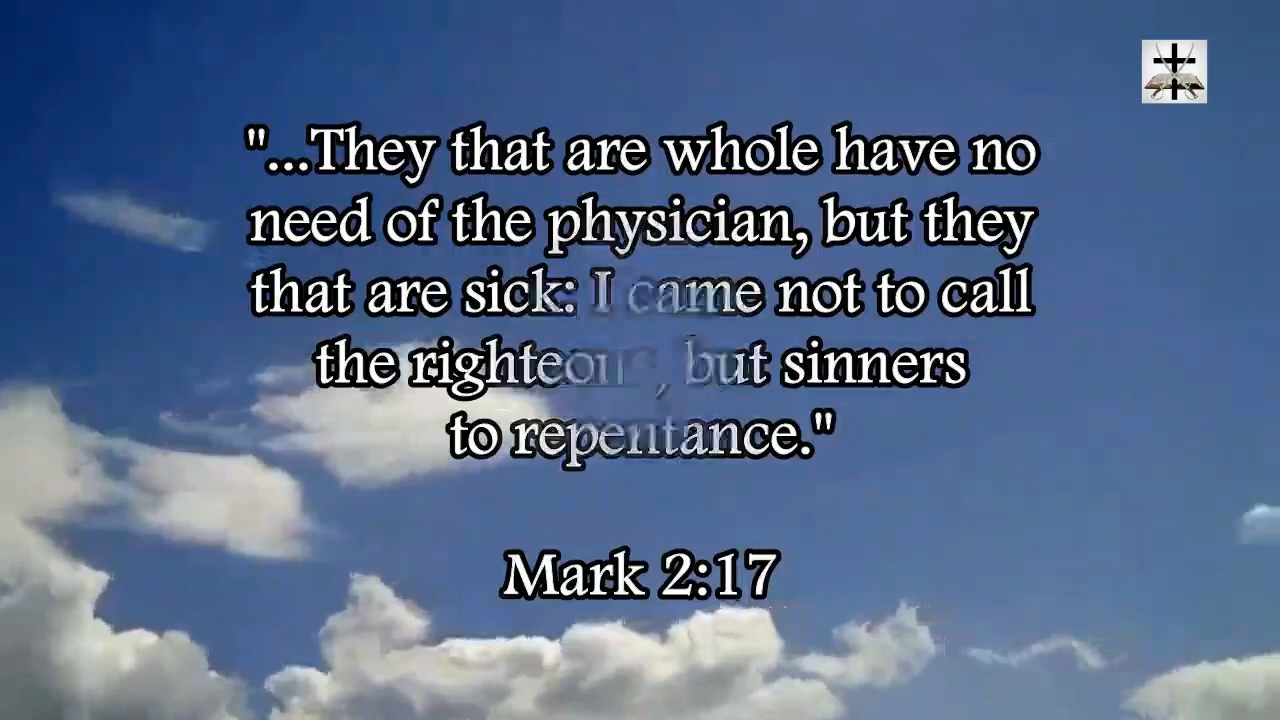 "...They that are whole have no
need of the physician, but they
that are sick: I came not to call
the righteous, but sinners
to repentance."
Mark 2:17